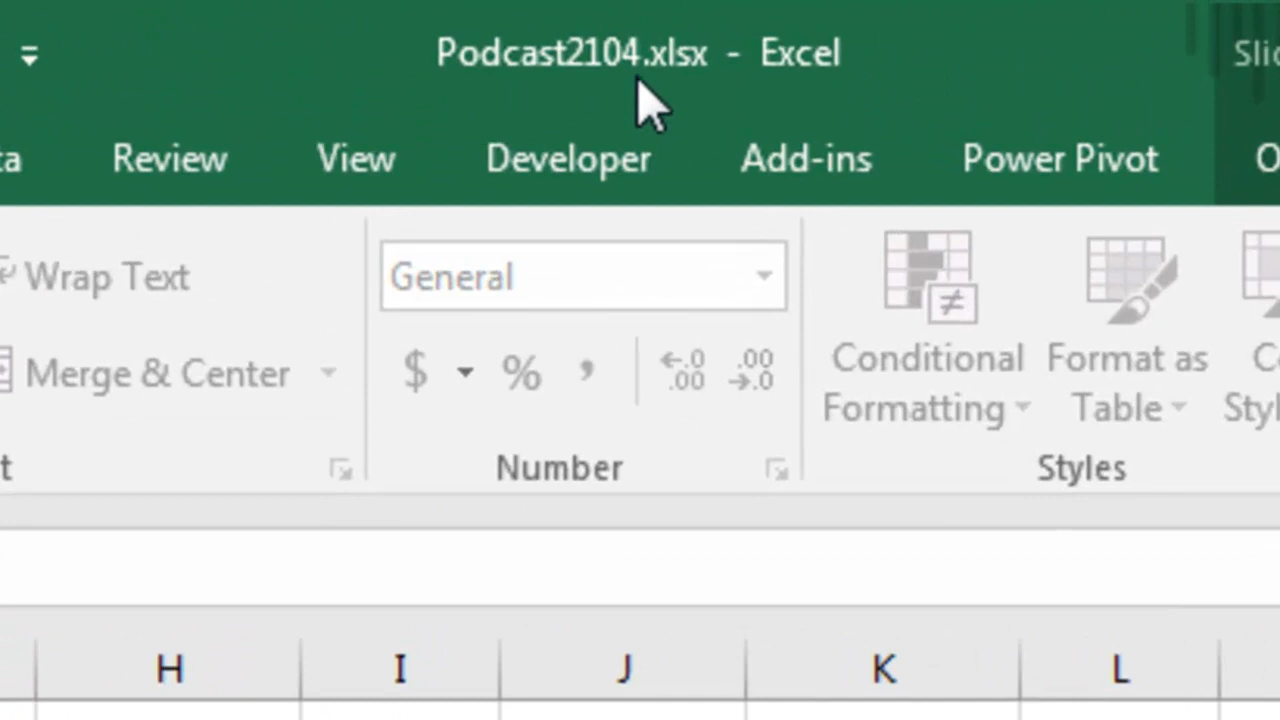 Podcast2104.xlsx - Excel
Review View Developer Add-ins Power Pivot
Wrap Text
General
Merge & Center
$ % , ←.0 .00 .00 →.0
≠
Conditional Formatting
Format as Table
Number
Styles
H I J K L